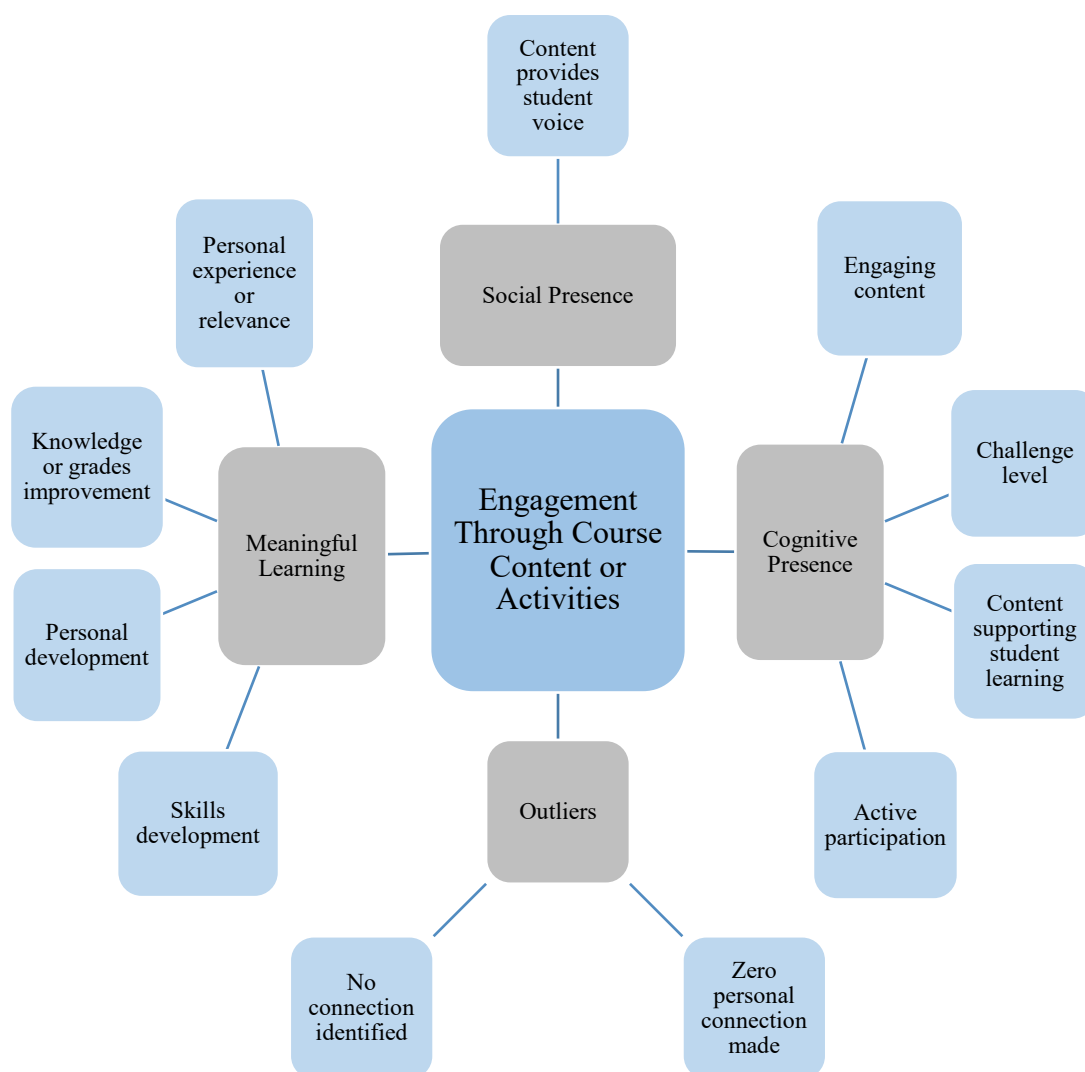 Content
provides
student
voice
Personal
experience
or
relevance
Social Presence
Engaging
content
Knowledge
or grades
improvement
Challenge
level
Engagement
Through Course
Content or
Activities
Meaningful
Learning
Cognitive
Presence
Personal
development
Content
supporting
student
learning
Skills
development
Outliers
Active
participation
No
connection
identified
Zero
personal
connection
made